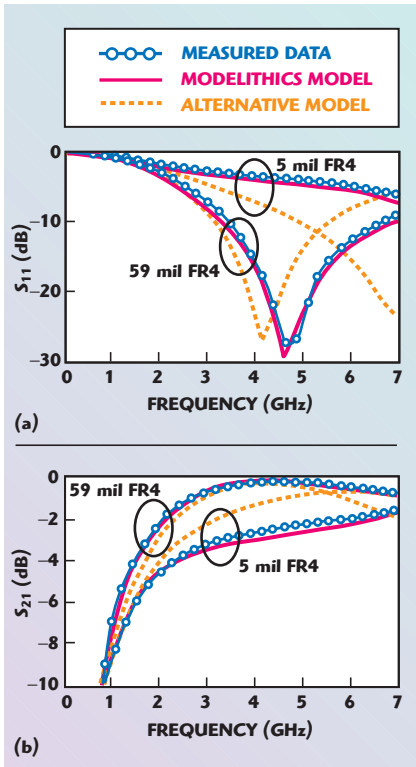 MEASURED DATA
MODELITHICS MODEL
ALTERNATIVE MODEL
0
−10
−20
−30
S11 (dB)
5 mil FR4
59 mil FR4
0 1 2 3 4 5 6 7
FREQUENCY (GHz)
(a)
0
−2
−4
−6
−8
−10
S21 (dB)
59 mil FR4
5 mil FR4
0 1 2 3 4 5 6 7
FREQUENCY (GHz)
(b)